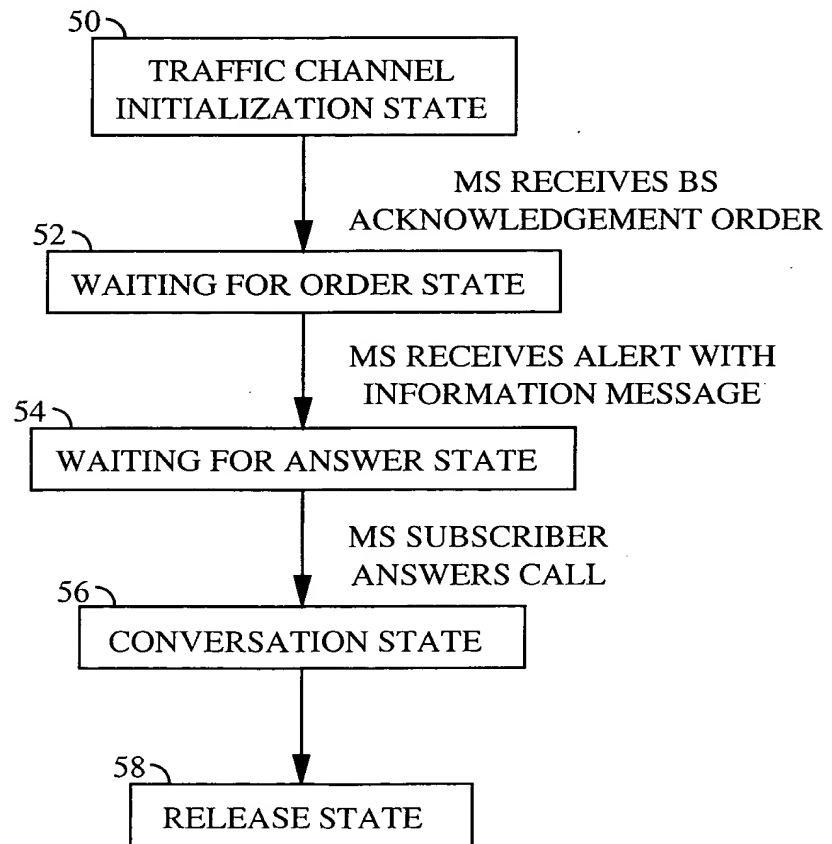 50
TRAFFIC CHANNEL
INITIALIZATION STATE
MS RECEIVES BS
ACKNOWLEDGEMENT ORDER
52
WAITING FOR ORDER STATE
MS RECEIVES ALERT WITH
INFORMATION MESSAGE
54
WAITING FOR ANSWER STATE
MS SUBSCRIBER
ANSWERS CALL
56
CONVERSATION STATE
58
RELEASE STATE